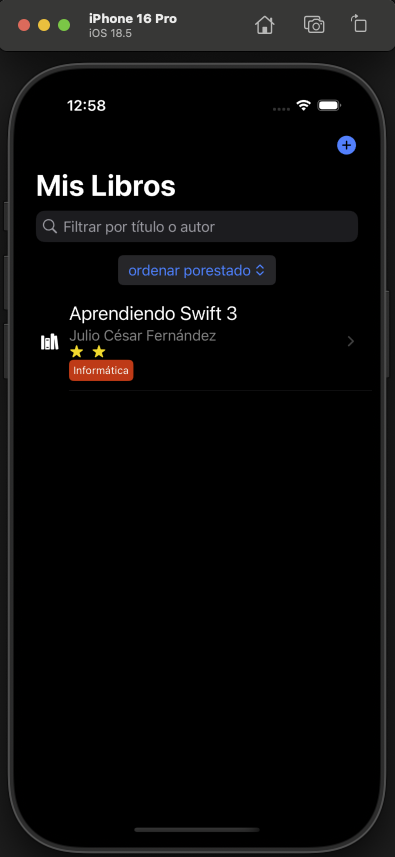 iPhone 16 Pro
iOS 18.5
12:58
Mis Libros
Filtrar por título o autor
ordenar porestado
Aprendiendo Swift 3
Julio César Fernández
Informática